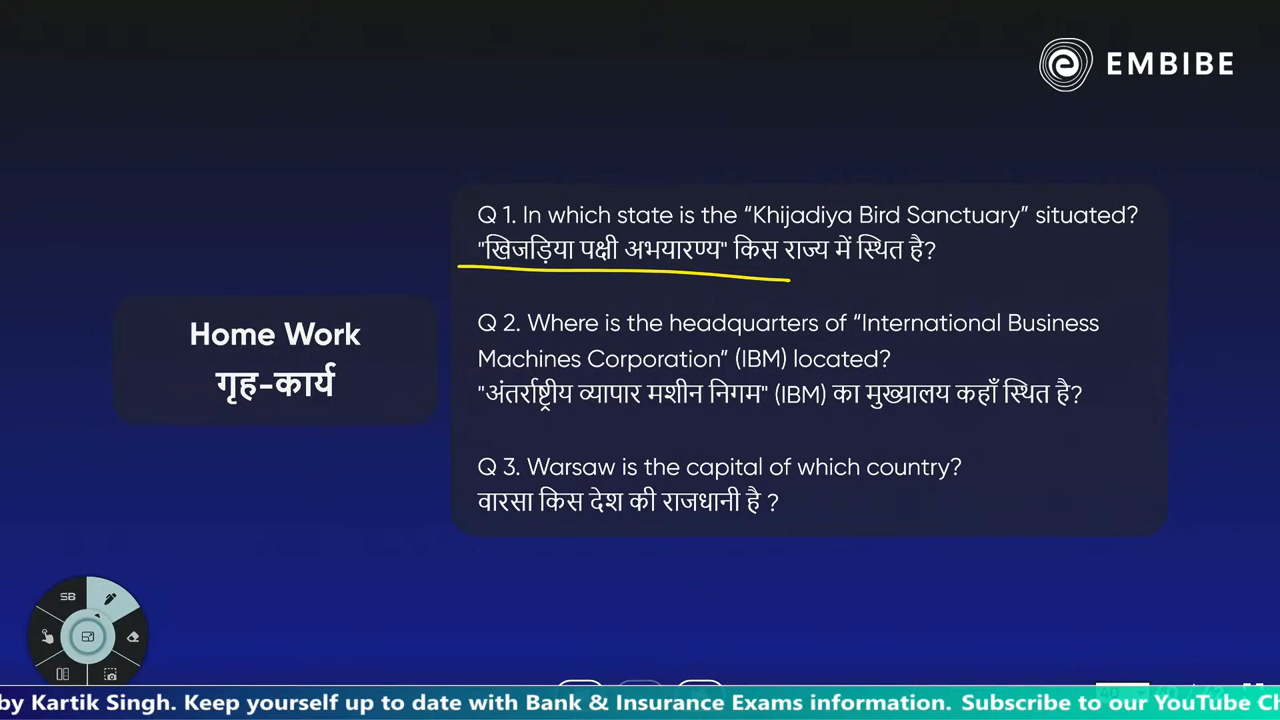 EMBIBE
Q 1. In which state is the “Khijadiya Bird Sanctuary” situated?
"खिजड़िया पक्षी अभयारण्य" किस राज्य में स्थित है?
Home Work
गृह-कार्य
Q 2. Where is the headquarters of “International Business
Machines Corporation” (IBM) located?
"अंतर्राष्ट्रीय व्यापार मशीन निगम" (IBM) का मुख्यालय कहाँ स्थित है?
Q 3. Warsaw is the capital of which country?
वारसा किस देश की राजधानी है ?
SB
by Kartik Singh. Keep yourself up to date with Bank & Insurance Exams information. Subscribe to our YouTube Ch